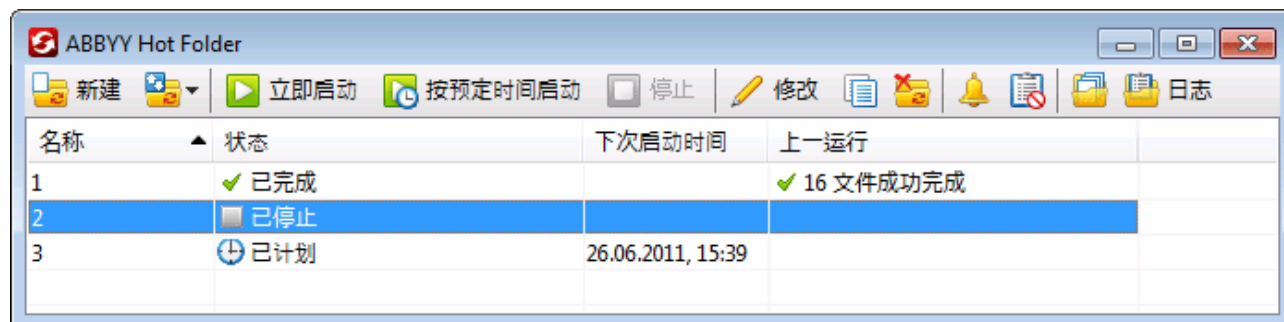 ABBYY Hot Folder
新建 立即启动 按预定时间启动 停止 修改 日志
名称 状态 下次启动时间 上一运行
1 已完成 16 文件成功完成
2 已停止
3 已计划 26.06.2011, 15:39